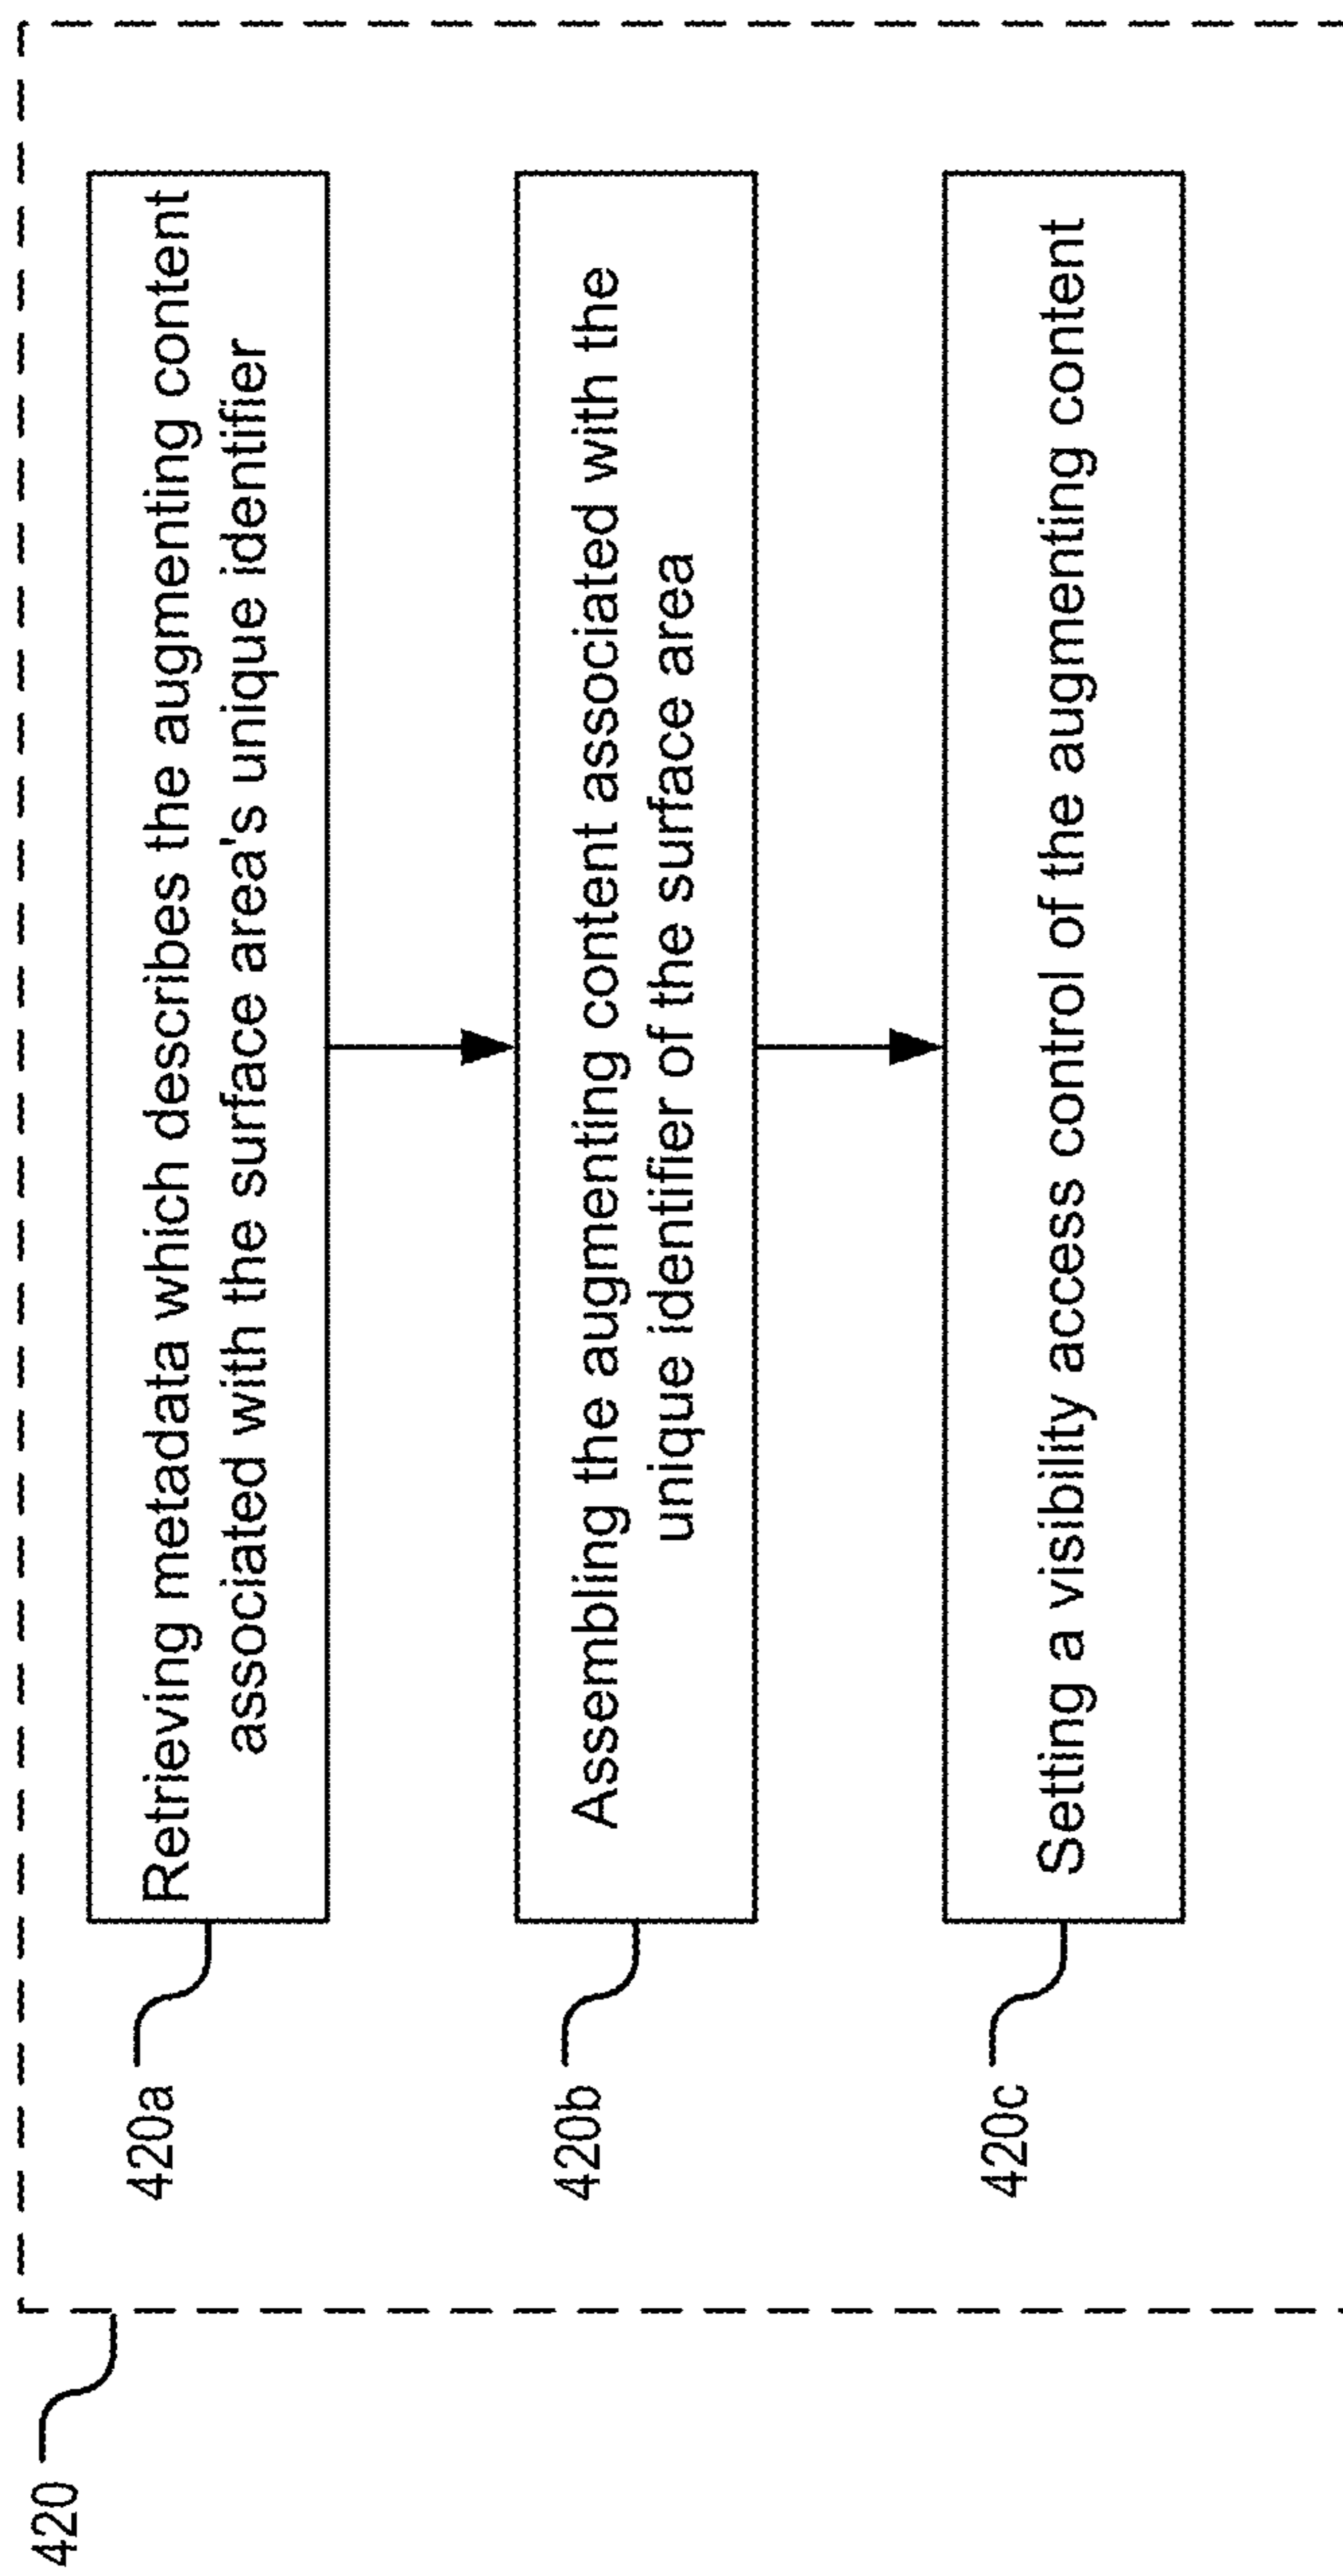 420
420a
Retrieving metadata which describes the augmenting content
associated with the surface area's unique identifier
420b
Assembling the augmenting content associated with the
unique identifier of the surface area
420c
Setting a visibility access control of the augmenting content